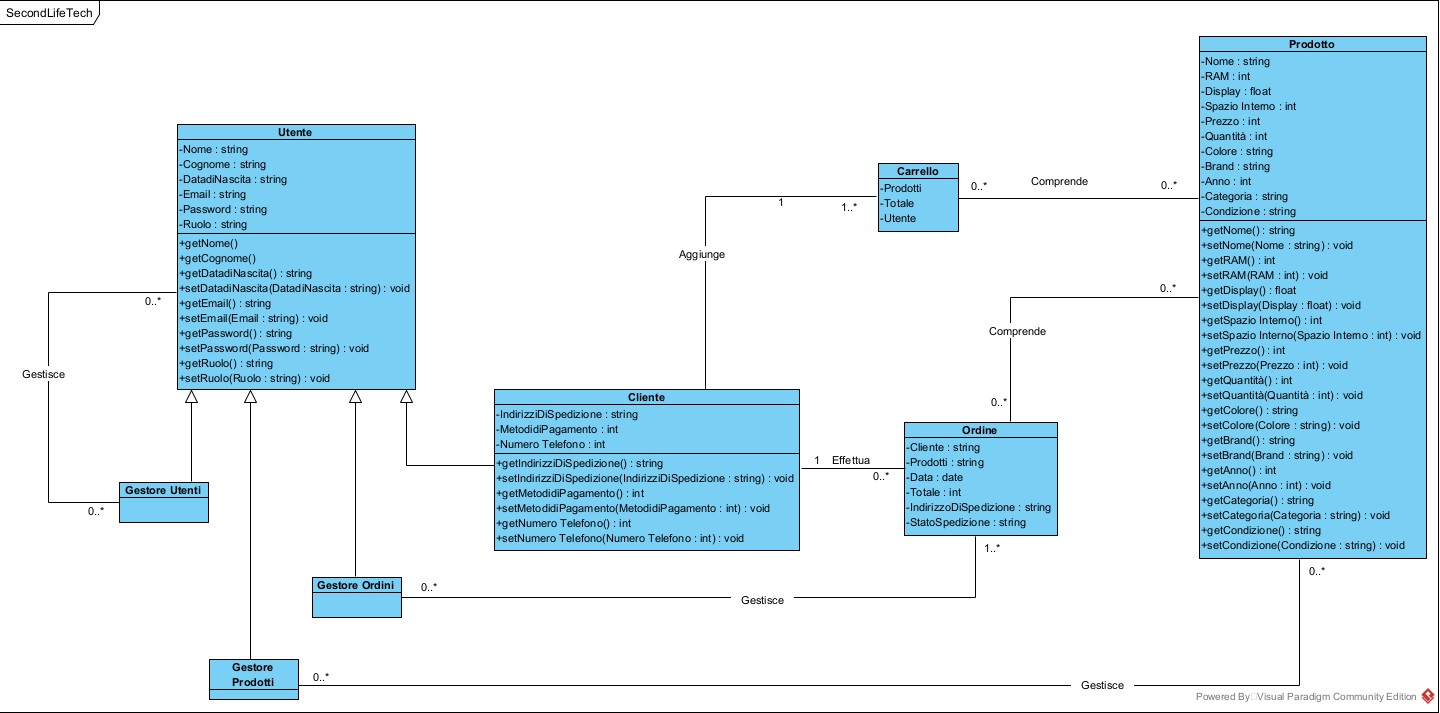 SecondLifeTech
Utente
-Nome : string
-Cognome : string
-DatadiNascita : string
-Email : string
-Password : string
-Ruolo : string
+getNome()
+getCognome()
+getDatadiNascita() : string
+setDatadiNascita(DatadiNascita : string) : void
+getEmail() : string
+setEmail(Email : string) : void
+getPassword() : string
+setPassword(Password : string) : void
+getRuolo() : string
+setRuolo(Ruolo : string) : void
0..*
Gestisce
0..*
Gestore Utenti
Gestore Ordini
0..*
Gestisce
1..*
Gestore
Prodotti
0..*
Gestisce
0..*
Cliente
-IndirizziDiSpedizione : string
-MetodidiPagamento : int
-Numero Telefono : int
+getIndirizziDiSpedizione() : string
+setIndirizziDiSpedizione(IndirizziDiSpedizione : string) : void
+getMetodidiPagamento() : int
+setMetodidiPagamento(MetodidiPagamento : int) : void
+getNumero Telefono() : int
+setNumero Telefono(Numero Telefono : int) : void
Aggiunge
1
1..*
Carrello
-Prodotti
-Totale
-Utente
0..*
Comprende
0..*
1
Effettua
0..*
Ordine
-Cliente : string
-Prodotti : string
-Data : date
-Totale : int
-IndirizzoDiSpedizione : string
-StatoSpedizione : string
0..*
Comprende
0..*
Prodotto
-Nome : string
-RAM : int
-Display : float
-Spazio Interno : int
-Prezzo : int
-Quantità : int
-Colore : string
-Brand : string
-Anno : int
-Categoria : string
-Condizione : string
+getNome() : string
+setNome(Nome : string) : void
+getRAM() : int
+setRAM(RAM : int) : void
+getDisplay() : float
+setDisplay(Display : float) : void
+getSpazio Interno() : int
+setSpazio Interno(Spazio Interno : int) : void
+getPrezzo() : int
+setPrezzo(Prezzo : int) : void
+getQuantità() : int
+setQuantità(Quantità : int) : void
+getColore() : string
+setColore(Colore : string) : void
+getBrand() : string
+setBrand(Brand : string) : void
+getAnno() : int
+setAnno(Anno : int) : void
+getCategoria() : string
+setCategoria(Categoria : string) : void
+getCondizione() : string
+setCondizione(Condizione : string) : void
Powered By Visual Paradigm Community Edition